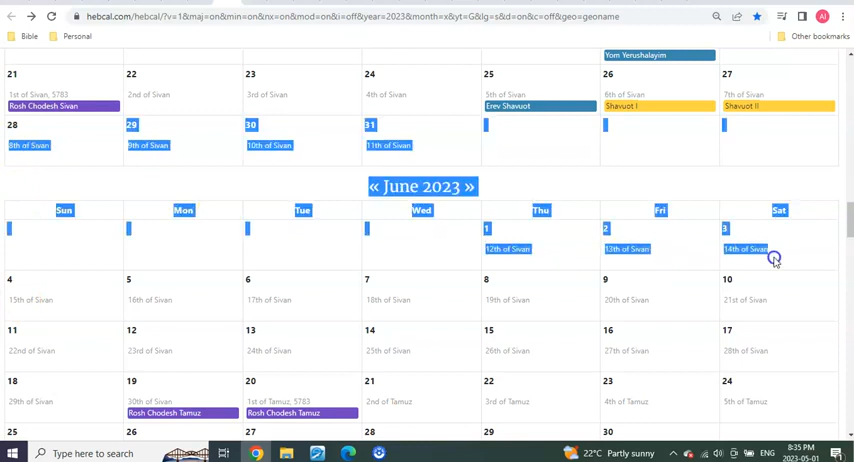 hebcal.com/hebcal/?v=1&maj=on&min=on&nx=on&mod=on&i=off&year=2023&month=x&yt=G&lg=s&d=on&c=off&geo=geoname
AI
Bible Personal Other bookmarks
Yom Yerushalayim
21 22 23 24 25 26 27
1st of Sivan, 5783 2nd of Sivan 3rd of Sivan 4th of Sivan 5th of Sivan 6th of Sivan 7th of Sivan
Rosh Chodesh Sivan Erev Shavuot Shavuot I Shavuot II
28 29 30 31
8th of Sivan 9th of Sivan 10th of Sivan 11th of Sivan
« June 2023 »
Sun Mon Tue Wed Thu Fri Sat
1 2 3
12th of Sivan 13th of Sivan 14th of Sivan
4 5 6 7 8 9 10
15th of Sivan 16th of Sivan 17th of Sivan 18th of Sivan 19th of Sivan 20th of Sivan 21st of Sivan
11 12 13 14 15 16 17
22nd of Sivan 23rd of Sivan 24th of Sivan 25th of Sivan 26th of Sivan 27th of Sivan 28th of Sivan
18 19 20 21 22 23 24
29th of Sivan 30th of Sivan 1st of Tamuz, 5783 2nd of Tamuz 3rd of Tamuz 4th of Tamuz 5th of Tamuz
Rosh Chodesh Tamuz Rosh Chodesh Tamuz
25 26 27 28 29 30
Type here to search 22°C Partly sunny ENG 8:35 PM
2023-05-01